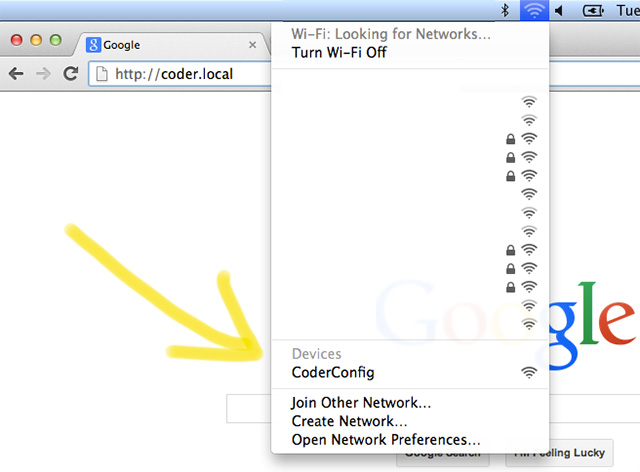 Tue
Wi-Fi: Looking for Networks...
Turn Wi-Fi Off
Google
http://coder.local
Google
Devices
CoderConfig
Join Other Network...
Create Network...
Open Network Preferences...
Google Search
I'm Feeling Lucky